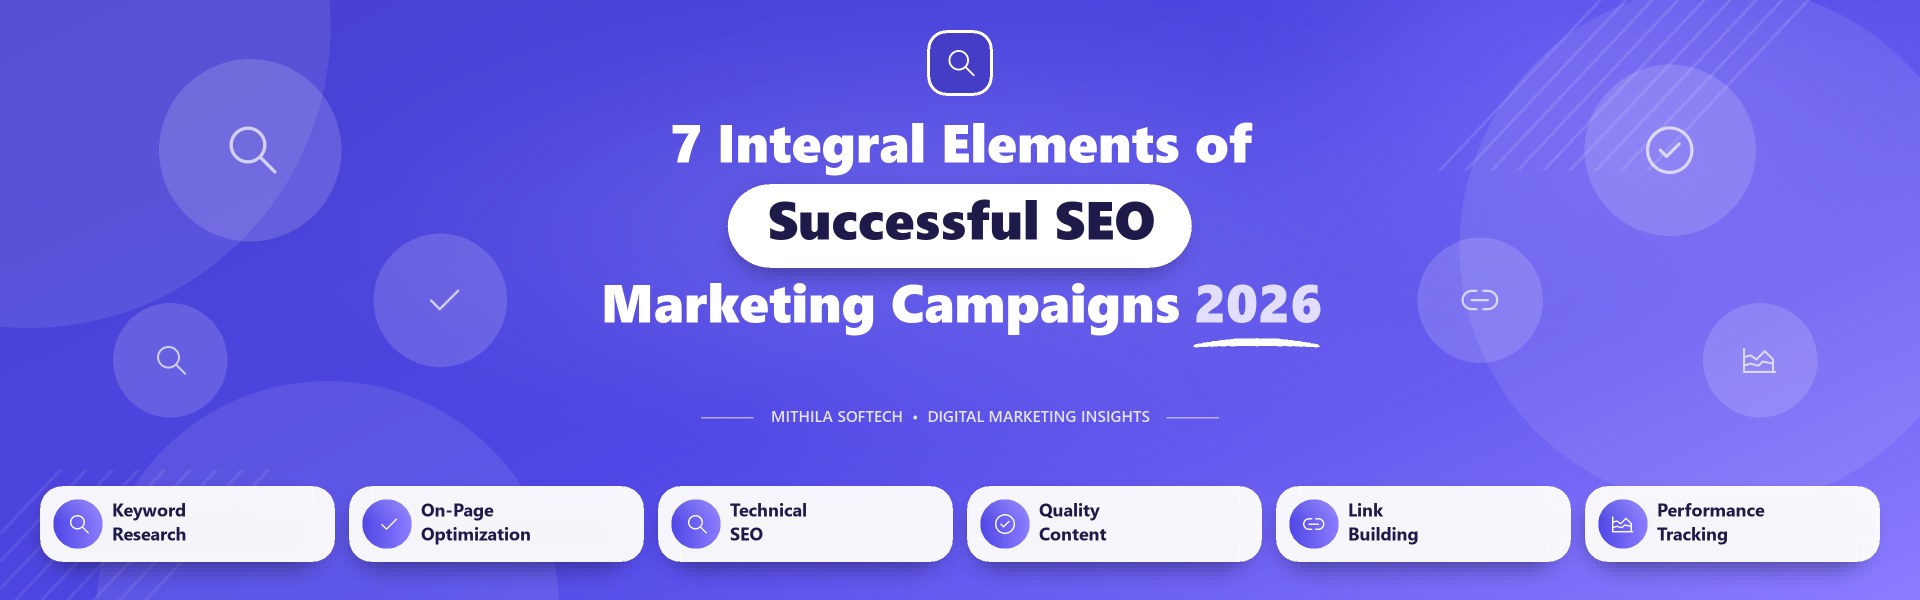 7 Integral Elements of
Successful SEO
Marketing Campaigns 2026
MITHILA SOFTECH • DIGITAL MARKETING INSIGHTS
Keyword
Research
On-Page
Optimization
Technical
SEO
Quality
Content
Link
Building
Performance
Tracking